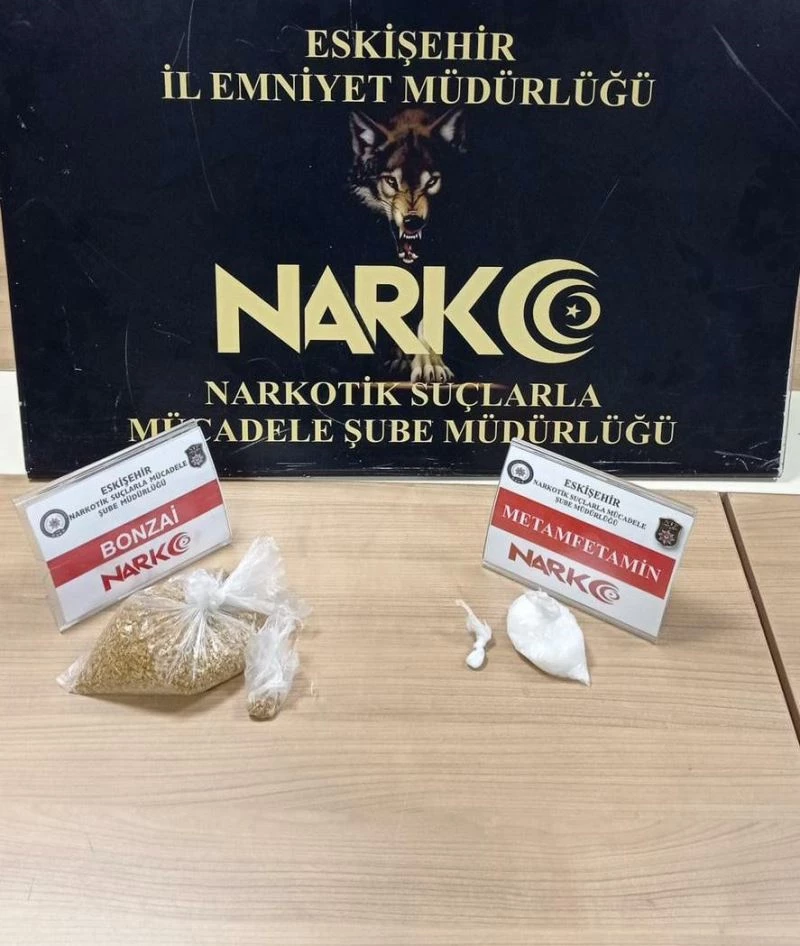 ESKİŞEHİR
İL EMNİYET MÜDÜRLÜĞÜ
NARKO
NARKOTİK SUÇLARLA
MÜCADELE ŞUBE MÜDÜRLÜĞÜ
ESKİŞEHİR
NARKOTİK SUÇLARLA MÜCADELE
ŞUBE MÜDÜRLÜĞÜ
BONZAİ
NARKO
ESKİŞEHİR
NARKOTİK SUÇLARLA MÜCADELE
ŞUBE MÜDÜRLÜĞÜ
METAMFETAMİN
NARKO